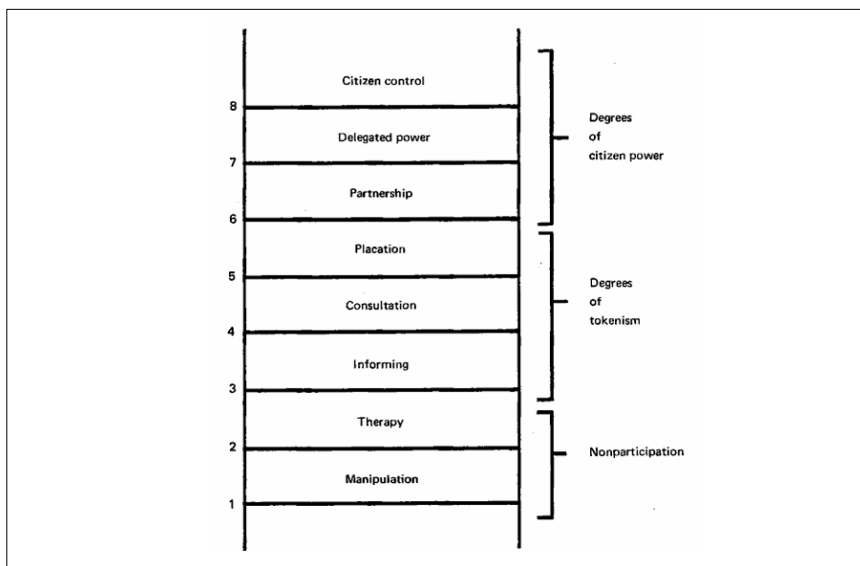 Citizen control
8
Delegated power
7
Partnership
6
Placation
5
Consultation
4
Informing
3
Therapy
2
Manipulation
1
Degrees
of
citizen power
Degrees
of
tokenism
Nonparticipation